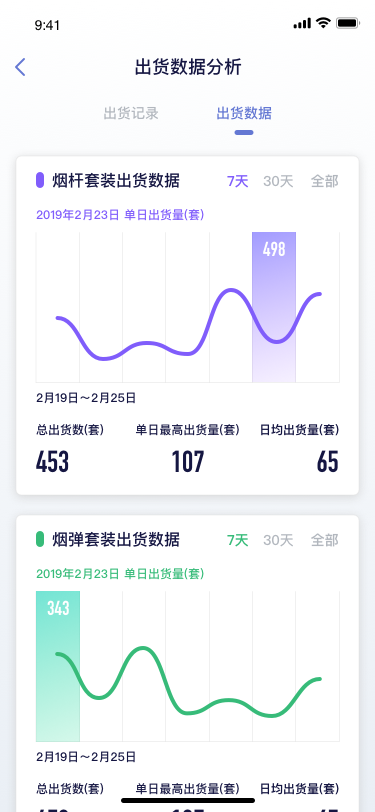 9:41
出货数据分析
出货记录 出货数据
烟杆套装出货数据 7天 30天 全部
2019年2月23日 单日出货量(套)
498
2月19日～2月25日
总出货数(套) 单日最高出货量(套) 日均出货量(套)
453 107 65
烟弹套装出货数据 7天 30天 全部
2019年2月23日 单日出货量(套)
343
2月19日～2月25日
总出货数(套) 单日最高出货量(套) 日均出货量(套)